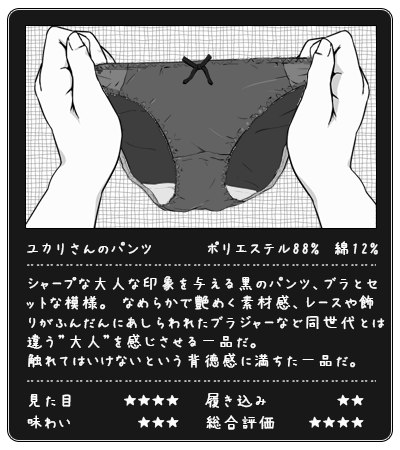 ユカリさんのパンツ　ポリエステル88%　綿12%
シャープな大人な印象を与える黒のパンツ、ブラとセ
ットな模様。 なめらかで艶めく素材感、レースや飾
りがふんだんにあしらわれたブラジャーなど同世代とは
違う"大人"を感じさせる一品だ。
触れてはいけないという背徳感に満ちた一品だ。
見た目　★★★★　履き込み　★★
味わい　★★★　総合評価　★★★★